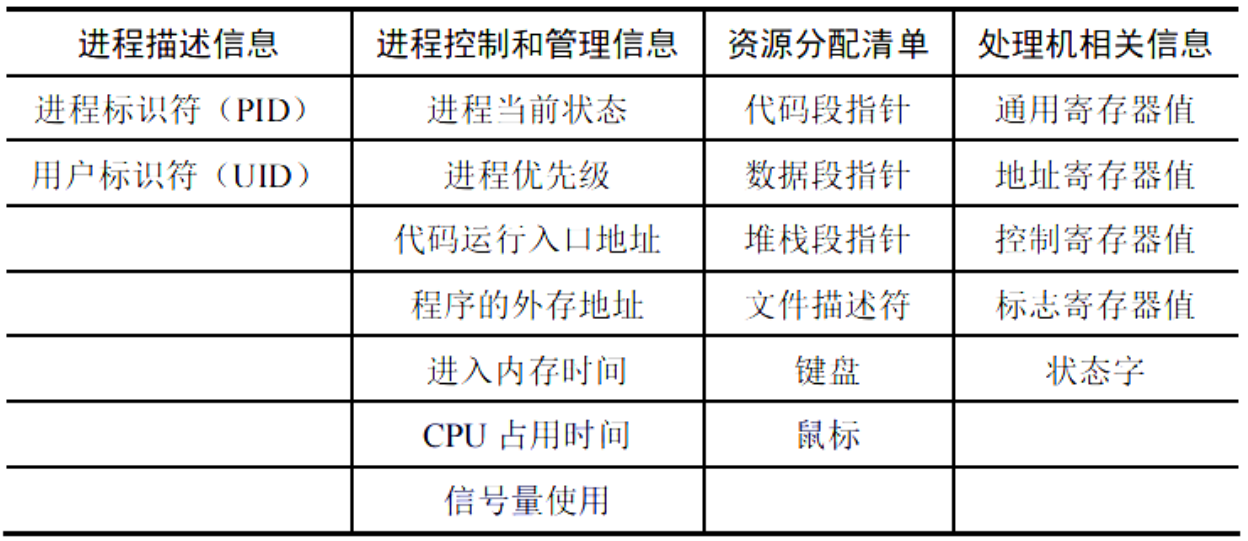 进程描述信息 进程控制和管理信息 资源分配清单 处理机相关信息
进程标识符（PID） 进程当前状态 代码段指针 通用寄存器值
用户标识符（UID） 进程优先级 数据段指针 地址寄存器值
代码运行入口地址 堆栈段指针 控制寄存器值
程序的外存地址 文件描述符 标志寄存器值
进入内存时间 键盘 状态字
CPU 占用时间 鼠标
信号量使用